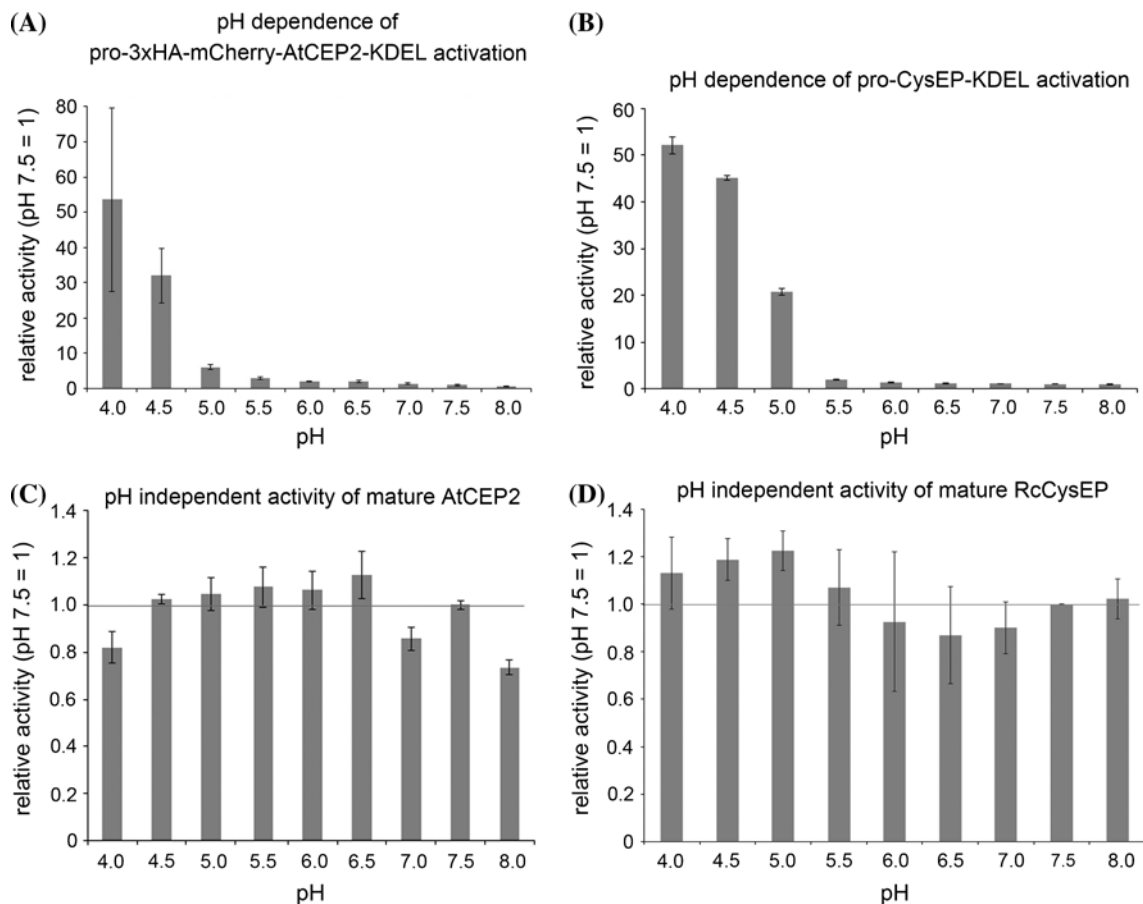 (A)
pH dependence of
pro-3xHA-mCherry-AtCEP2-KDEL activation
relative activity (pH 7.5 = 1)
80
70
60
50
40
30
20
10
0
4.0 4.5 5.0 5.5 6.0 6.5 7.0 7.5 8.0
pH
(B)
pH dependence of pro-CysEP-KDEL activation
relative activity (pH 7.5 = 1)
60
50
40
30
20
10
0
4.0 4.5 5.0 5.5 6.0 6.5 7.0 7.5 8.0
pH
(C)
pH independent activity of mature AtCEP2
relative activity (pH 7.5 = 1)
1.4
1.2
1.0
0.8
0.6
0.4
0.2
0
4.0 4.5 5.0 5.5 6.0 6.5 7.0 7.5 8.0
pH
(D)
pH independent activity of mature RcCysEP
relative activity (pH 7.5 = 1)
1.4
1.2
1.0
0.8
0.6
0.4
0.2
0
4.0 4.5 5.0 5.5 6.0 6.5 7.0 7.5 8.0
pH